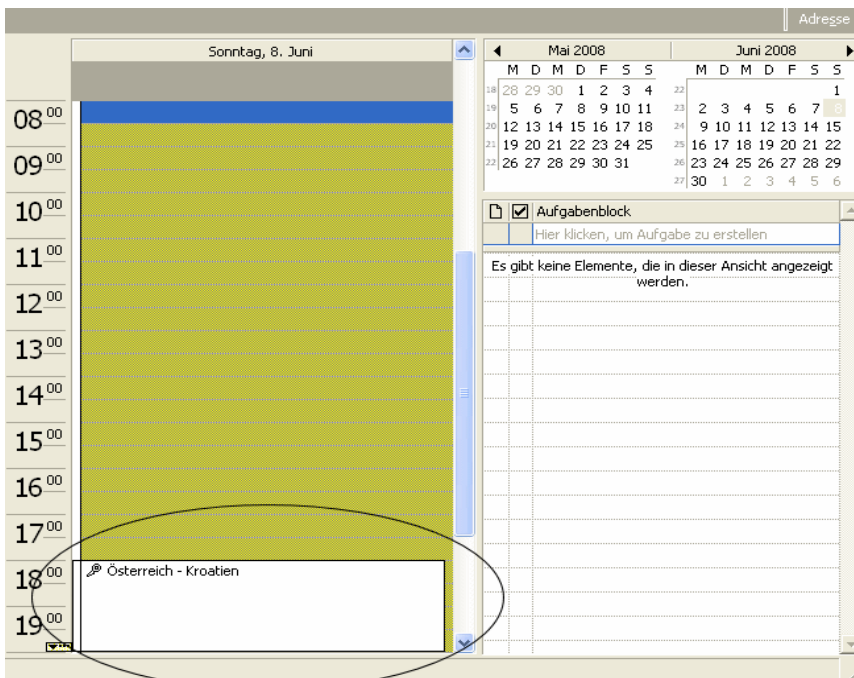 Adresse
Sonntag, 8. Juni
08 00
09 00
10 00
11 00
12 00
13 00
14 00
15 00
16 00
17 00
18 00
19 00
Österreich - Kroatien
Mai 2008
M D M D F S S
18 28 29 30 1 2 3 4
19 5 6 7 8 9 10 11
20 12 13 14 15 16 17 18
21 19 20 21 22 23 24 25
22 26 27 28 29 30 31
Juni 2008
M D M D F S S
22 1
23 2 3 4 5 6 7 8
24 9 10 11 12 13 14 15
25 16 17 18 19 20 21 22
26 23 24 25 26 27 28 29
27 30 1 2 3 4 5 6
Aufgabenblock
Hier klicken, um Aufgabe zu erstellen
Es gibt keine Elemente, die in dieser Ansicht angezeigt
werden.